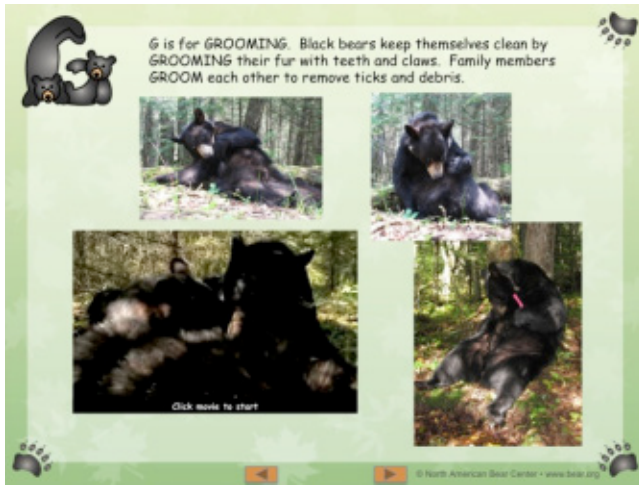 G is for GROOMING. Black bears keep themselves clean by
GROOMING their fur with teeth and claws. Family members
GROOM each other to remove ticks and debris.
Click movie to start
© North American Bear Center • www.bear.org